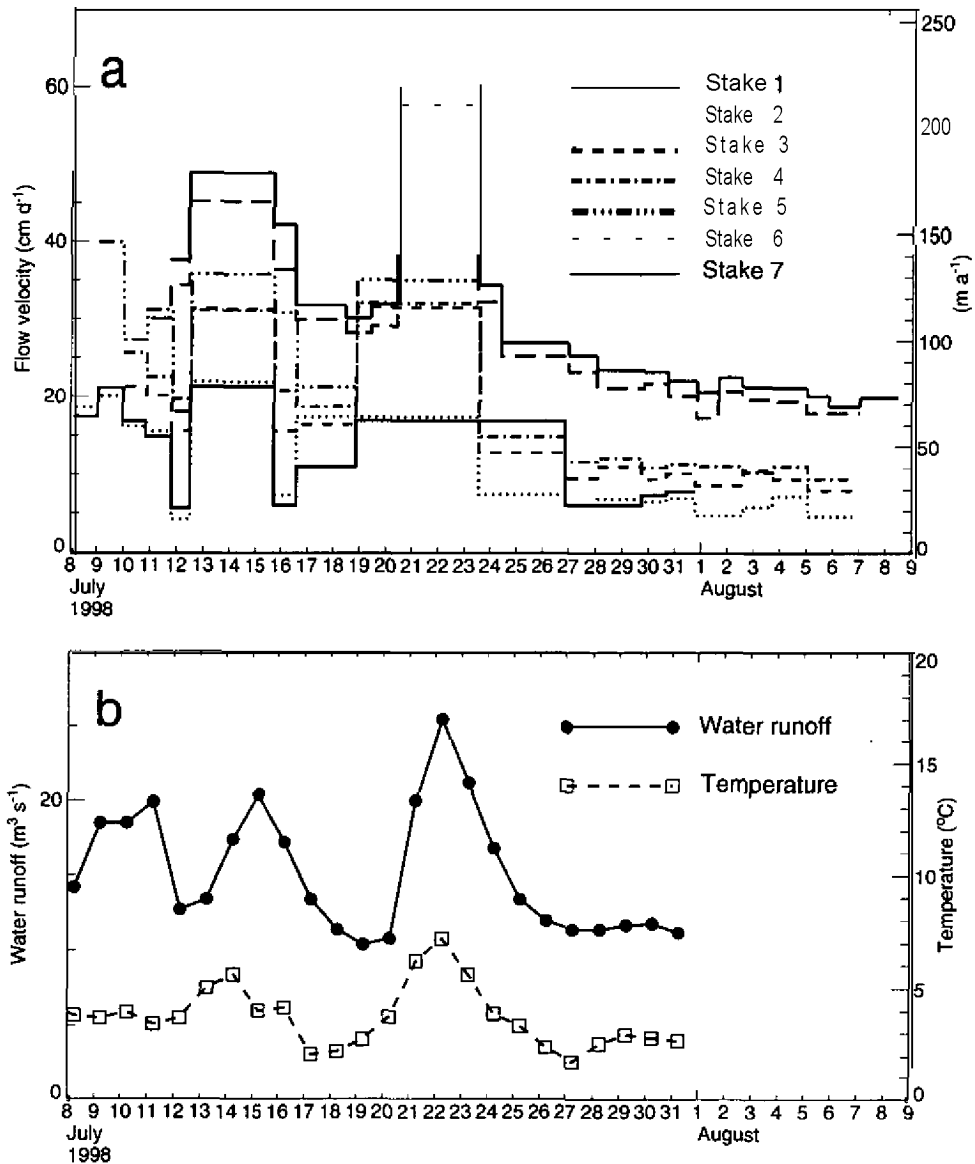 a
60
40
20
0
Flow velocity (cm d⁻¹)
250
200
150
100
50
0
(m a⁻¹)
Stake 1
Stake 2
Stake 3
Stake 4
Stake 5
Stake 6
Stake 7
8 9 10 11 12 13 14 15 16 17 18 19 20 21 22 23 24 25 26 27 28 29 30 31 1 2 3 4 5 6 7 8 9
July August
1998
b
20
0
Water runoff (m³ s⁻¹)
20
15
10
5
0
Temperature (°C)
Water runoff
Temperature
8 9 10 11 12 13 14 15 16 17 18 19 20 21 22 23 24 25 26 27 28 29 30 31 1 2 3 4 5 6 7 8 9
July August
1998